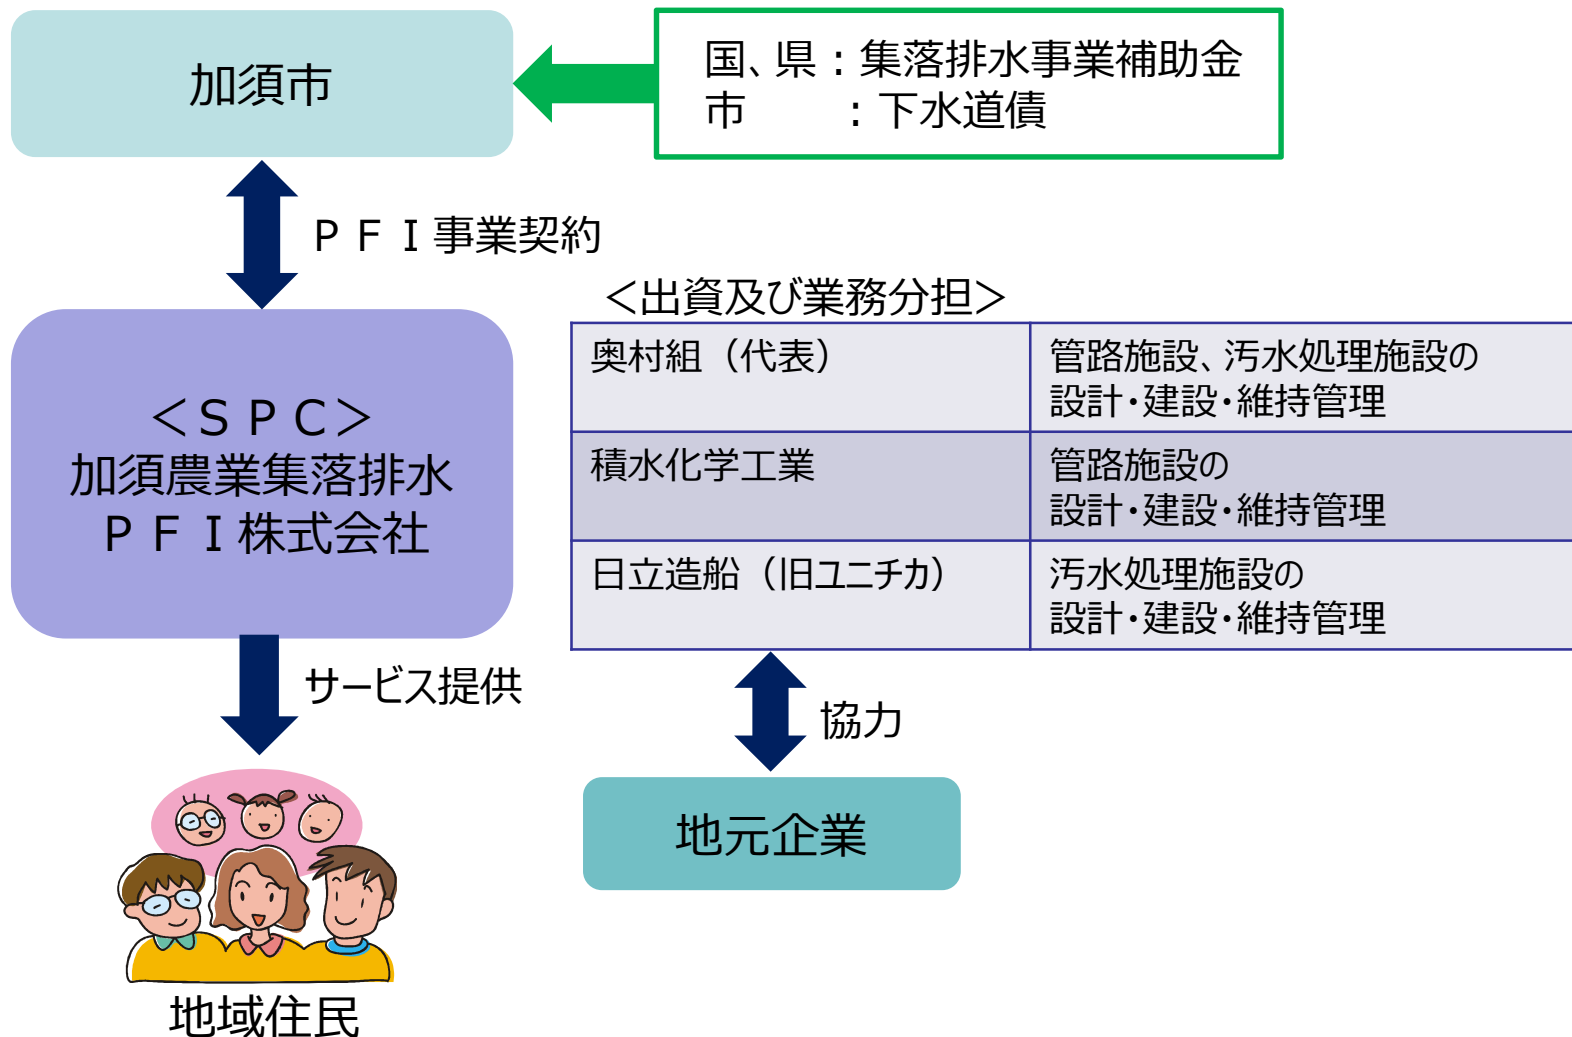 加須市
国、県：集落排水事業補助金
市　　：下水道債
ＰＦＩ事業契約
＜ＳＰＣ＞
加須農業集落排水
ＰＦＩ株式会社
＜出資及び業務分担＞
奥村組（代表）
管路施設、汚水処理施設の
設計・建設・維持管理
積水化学工業
管路施設の
設計・建設・維持管理
日立造船（旧ユニチカ）
汚水処理施設の
設計・建設・維持管理
サービス提供
協力
地元企業
地域住民